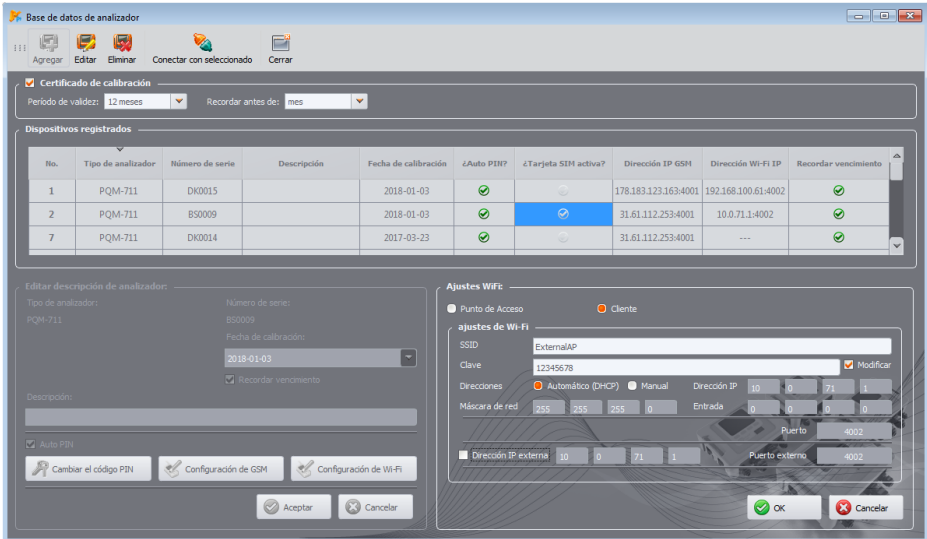 Base de datos de analizador
Agregar Editar Eliminar Conectar con seleccionado Cerrar
Certificado de calibración
Período de validez: 12 meses Recordar antes de: mes
Dispositivos registrados
No. Tipo de analizador Número de serie Descripción Fecha de calibración ¿Auto PIN? ¿Tarjeta SIM activa? Dirección IP GSM Dirección Wi-Fi IP Recordar vencimiento
1 PQM-711 DK0015 2018-01-03 178.183.123.163:4001 192.168.100.61:4002
2 PQM-711 BS0009 2018-01-03 31.61.112.253:4001 10.0.71.1:4002
7 PQM-711 DK0014 2017-03-23 31.61.112.253:4001 ---
Editar descripción de analizador:
Tipo de analizador: Número de serie:
PQM-711 BS0009
Fecha de calibración:
2018-01-03
Recordar vencimiento
Descripción:
Auto PIN
Cambiar el código PIN Configuración de GSM Configuración de Wi-Fi
Aceptar Cancelar
Ajustes WiFi:
Punto de Acceso Cliente
ajustes de Wi-Fi
SSID ExternalAP
Clave 12345678 Modificar
Direcciones Automático (DHCP) Manual Dirección IP 10 0 71 1
Máscara de red 255 255 255 0 Entrada 0 0 0 0
Puerto 4002
Dirección IP externa 10 0 71 1 Puerto externo 4002
OK Cancelar